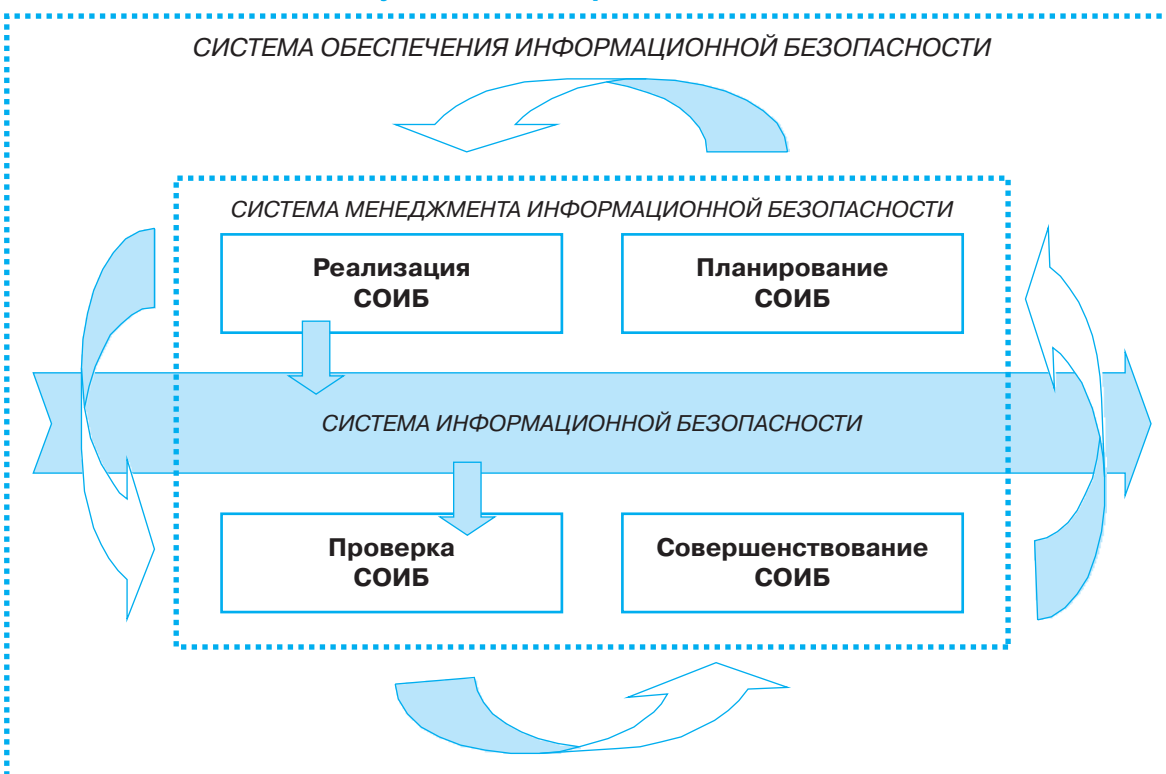 СИСТЕМА ОБЕСПЕЧЕНИЯ ИНФОРМАЦИОННОЙ БЕЗОПАСНОСТИ
СИСТЕМА МЕНЕДЖМЕНТА ИНФОРМАЦИОННОЙ БЕЗОПАСНОСТИ
Реализация
СОИБ
Планирование
СОИБ
СИСТЕМА ИНФОРМАЦИОННОЙ БЕЗОПАСНОСТИ
Проверка
СОИБ
Совершенствование
СОИБ